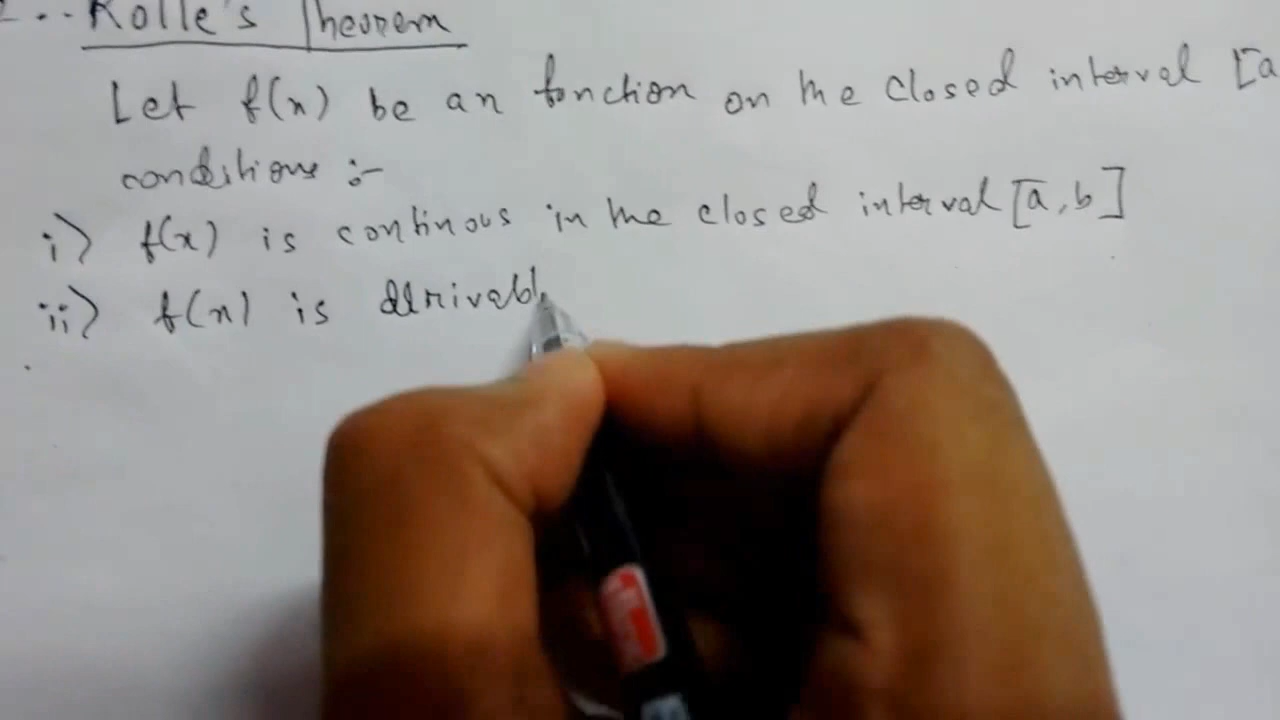 Rolle's Theorem
Let f(x) be an fonction on the closed interval [a
conditions :-
i) f(x) is continous in the closed interval [a, b]
ii) f(x) is derivabl